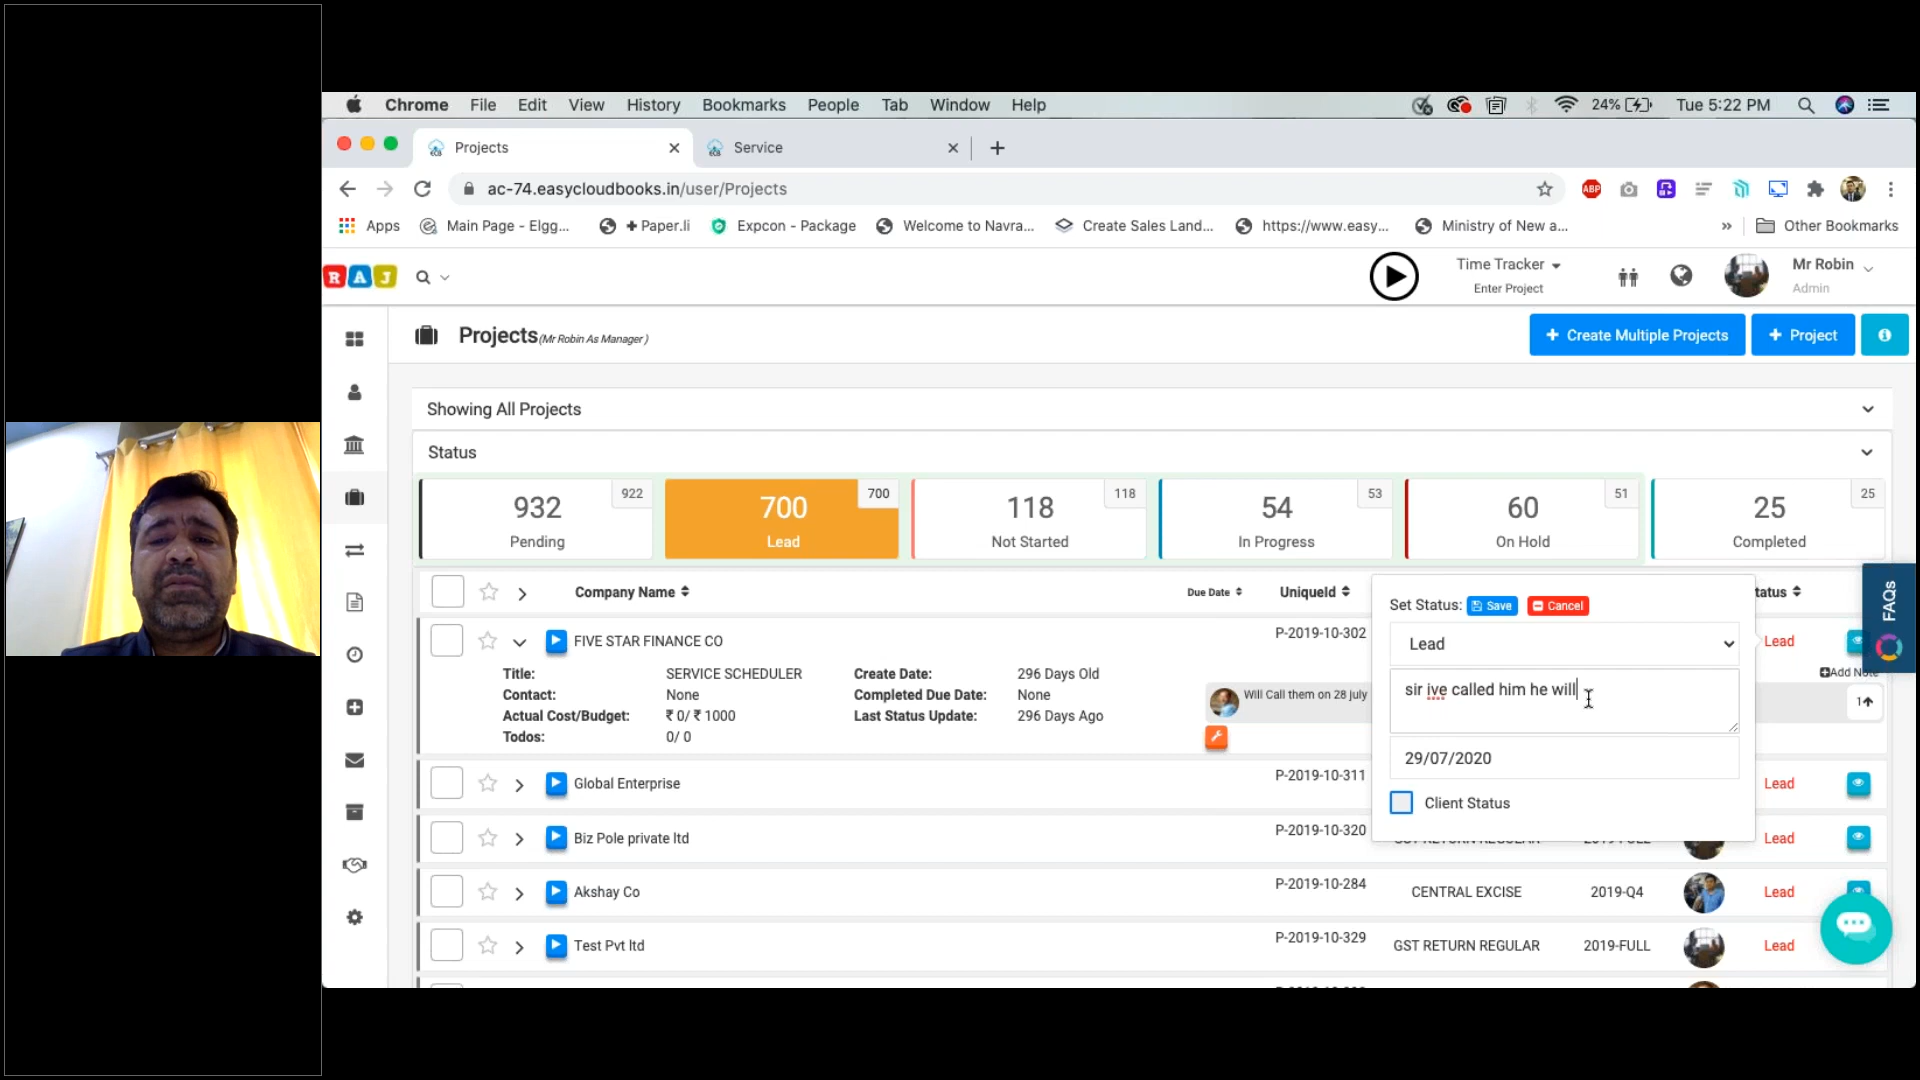 Chrome File Edit View History Bookmarks People Tab Window Help
24% Tue 5:22 PM
Projects
Service
ac-74.easycloudbooks.in/user/Projects
ABP
Apps
Main Page - Elgg...
+ Paper.li
Expcon - Package
Welcome to Navra...
Create Sales Land...
https://www.easy...
Ministry of New a...
»
Other Bookmarks
RAJ
Time Tracker
Enter Project
Mr Robin
Admin
Projects(Mr Robin As Manager )
+ Create Multiple Projects
+ Project
Showing All Projects
Status
932 922
Pending
700 700
Lead
118 118
Not Started
54 53
In Progress
60 51
On Hold
25 25
Completed
FAQs
Company Name
Due Date
UniqueId
tatus
Set Status: Save Cancel
Lead
sir ive called him he will
29/07/2020
Client Status
FIVE STAR FINANCE CO
P-2019-10-302
Lead
Title: SERVICE SCHEDULER
Create Date: 296 Days Old
Add Note
Contact: None
Completed Due Date: None
Will Call them on 28 july
1
Actual Cost/Budget: ₹ 0/ ₹ 1000
Last Status Update: 296 Days Ago
Todos: 0/ 0
Global Enterprise
P-2019-10-311
Lead
Biz Pole private ltd
P-2019-10-320
GST RETURN REGULAR
2019-FULL
Lead
Akshay Co
P-2019-10-284
CENTRAL EXCISE
2019-Q4
Lead
Test Pvt ltd
P-2019-10-329
GST RETURN REGULAR
2019-FULL
Lead